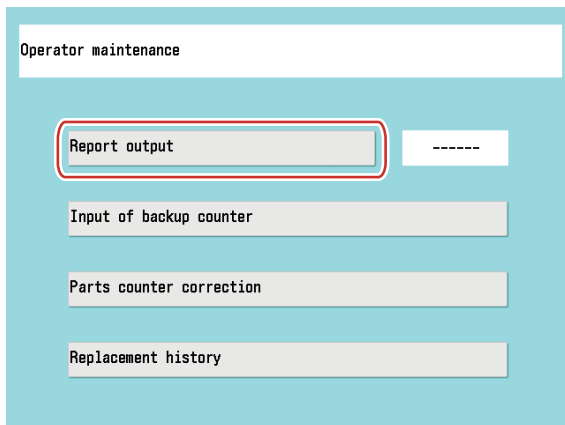 Operator maintenance
Report output ------
Input of backup counter
Parts counter correction
Replacement history